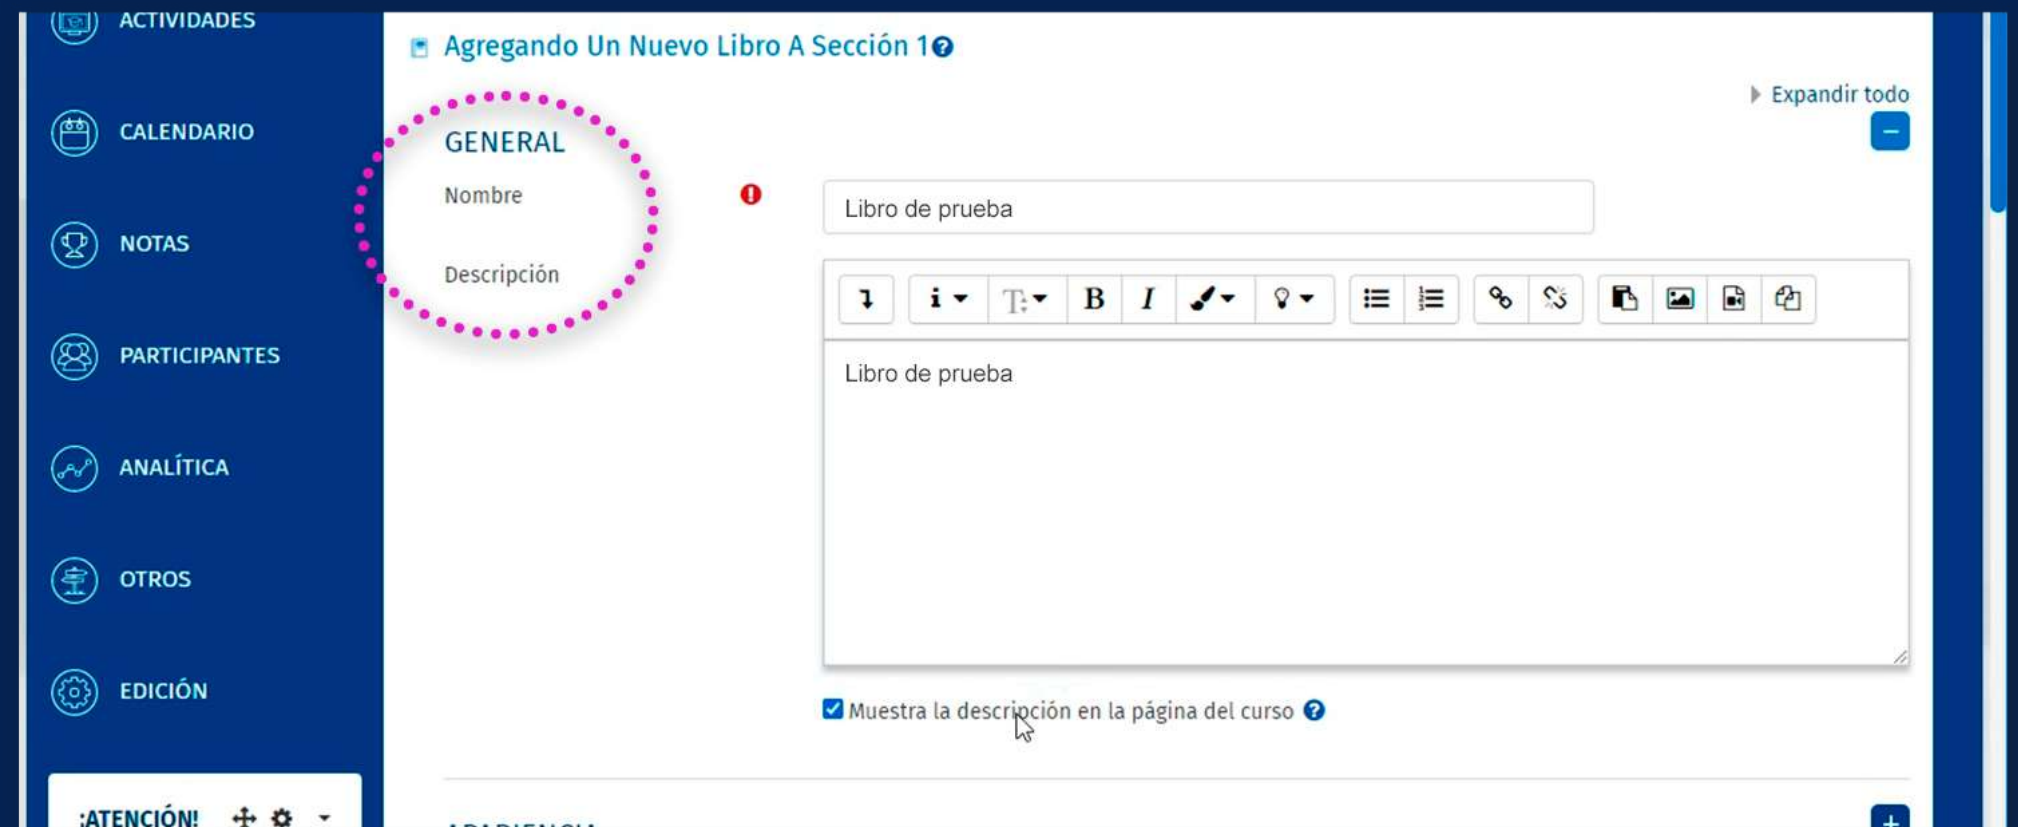 ACTIVIDADES
CALENDARIO
NOTAS
PARTICIPANTES
ANALÍTICA
OTROS
EDICIÓN
¡ATENCIÓN!
Agregando Un Nuevo Libro A Sección 1
Expandir todo
GENERAL
Nombre
Libro de prueba
Descripción
Libro de prueba
Muestra la descripción en la página del curso
APARIENCIA